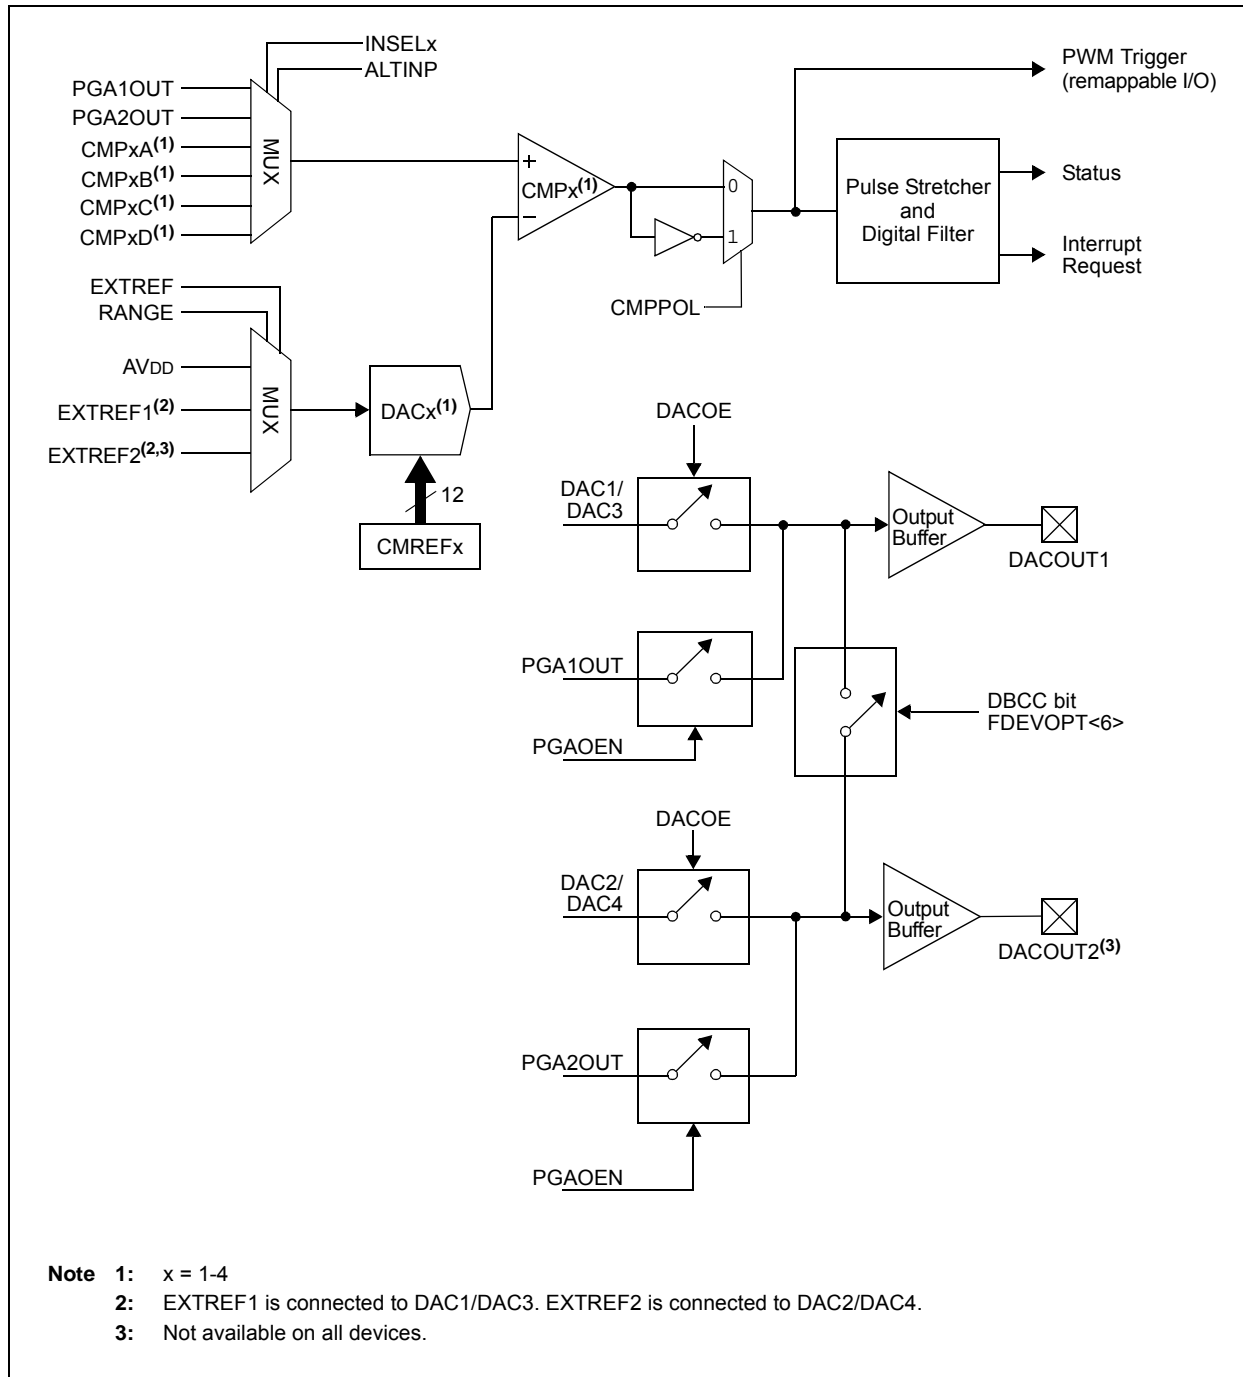 INSELx
ALTINP
PGA1OUT
PGA2OUT
CMPxA(1)
CMPxB(1)
CMPxC(1)
CMPxD(1)
MUX
CMPx(1)
+
–
0
1
CMPPOL
PWM Trigger
(remappable I/O)
Pulse Stretcher
and
Digital Filter
Status
Interrupt
Request
EXTREF
RANGE
AVDD
EXTREF1(2)
EXTREF2(2,3)
MUX
DACx(1)
12
CMREFx
DACOE
DAC1/
DAC3
Output
Buffer
DACOUT1
PGA1OUT
PGAOEN
DBCC bit
FDEVOPT<6>
DACOE
DAC2/
DAC4
Output
Buffer
DACOUT2(3)
PGA2OUT
PGAOEN
Note 1: x = 1-4
2: EXTREF1 is connected to DAC1/DAC3. EXTREF2 is connected to DAC2/DAC4.
3: Not available on all devices.